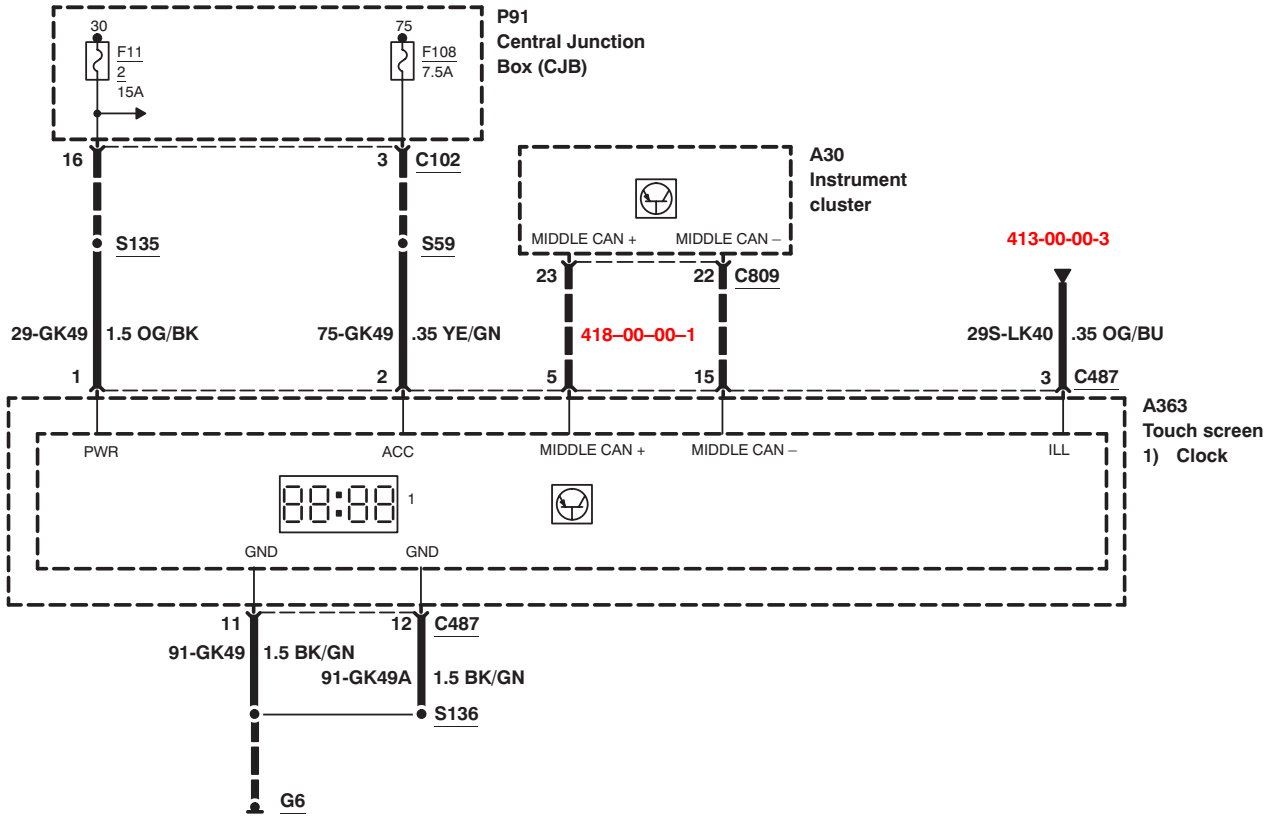 P91
Central Junction
Box (CJB)
30
75
F11
2
15A
F108
7.5A
16
3
C102
A30
Instrument
cluster
MIDDLE CAN +
MIDDLE CAN –
S135
S59
23
22
C809
413-00-00-3
29-GK49
1.5 OG/BK
75-GK49
.35 YE/GN
418–00–00–1
29S-LK40
.35 OG/BU
1
2
5
15
3
C487
A363
Touch screen
1) Clock
PWR
ACC
MIDDLE CAN +
MIDDLE CAN –
ILL
88:88
1
GND
GND
11
12
C487
91-GK49
1.5 BK/GN
91-GK49A
1.5 BK/GN
S136
G6